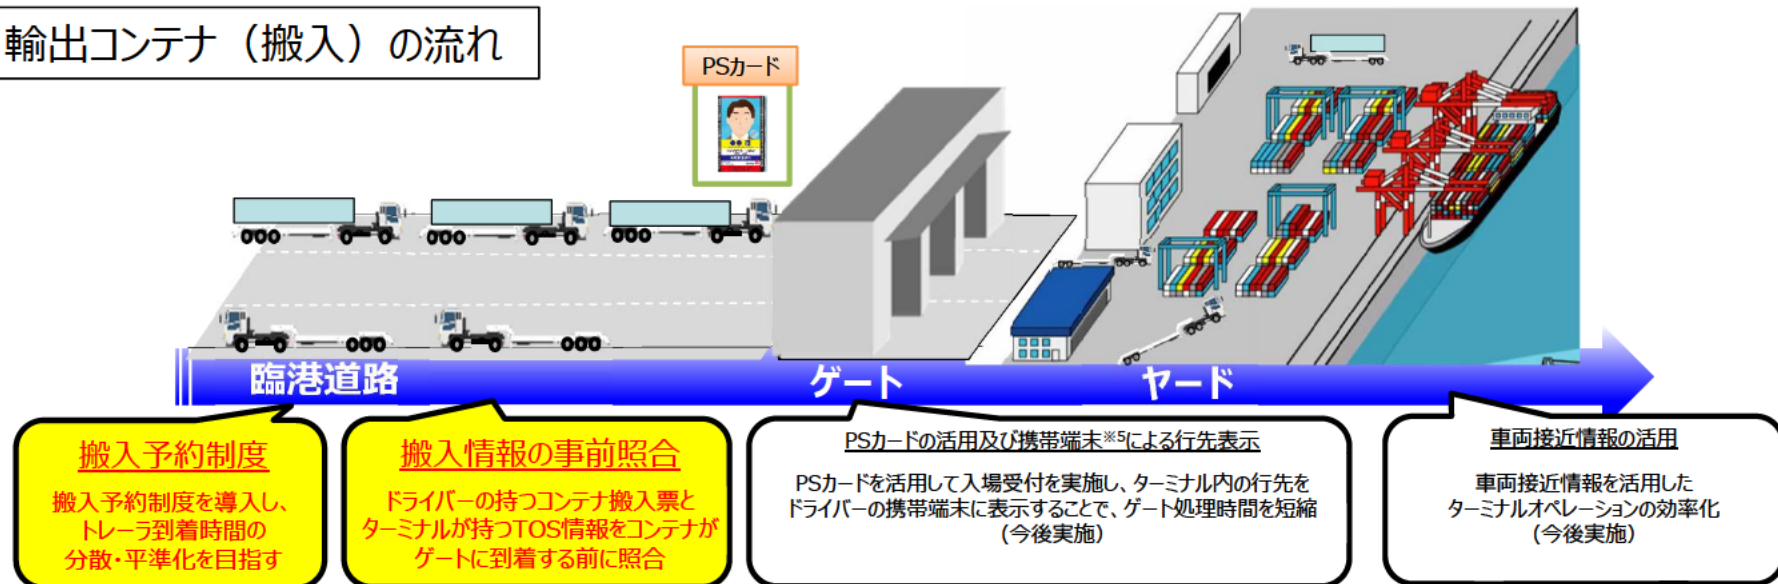 輸出コンテナ（搬入）の流れ
PSカード
臨港道路
ゲート
ヤード
搬入予約制度
搬入予約制度を導入し、
トレーラ到着時間の
分散・平準化を目指す
搬入情報の事前照合
ドライバーの持つコンテナ搬入票と
ターミナルが持つTOS情報をコンテナが
ゲートに到着する前に照合
PSカードの活用及び携帯端末※5による行先表示
PSカードを活用して入場受付を実施し、ターミナル内の行先を
ドライバーの携帯端末に表示することで、ゲート処理時間を短縮
(今後実施)
車両接近情報の活用
車両接近情報を活用した
ターミナルオペレーションの効率化
(今後実施)